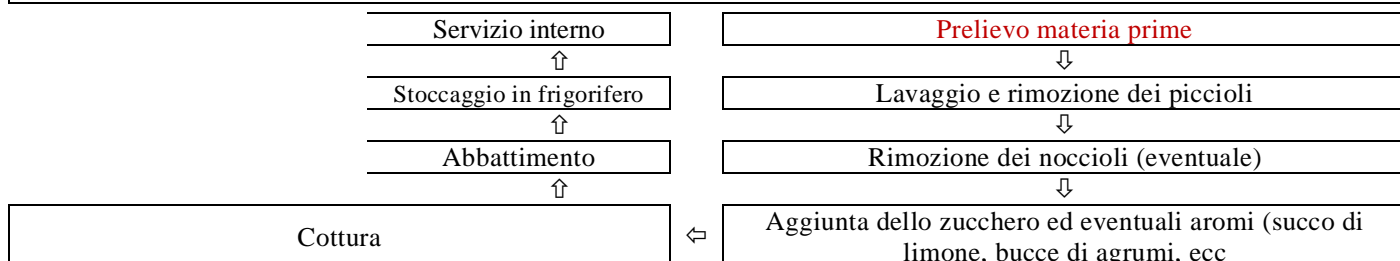 Servizio interno
Prelievo materia prime
⇧
⇩
Stoccaggio in frigorifero
Lavaggio e rimozione dei piccioli
⇧
⇩
Abbattimento
Rimozione dei noccioli (eventuale)
⇧
⇩
Cottura
⇦
Aggiunta dello zucchero ed eventuali aromi (succo di
limone, bucce di agrumi, ecc